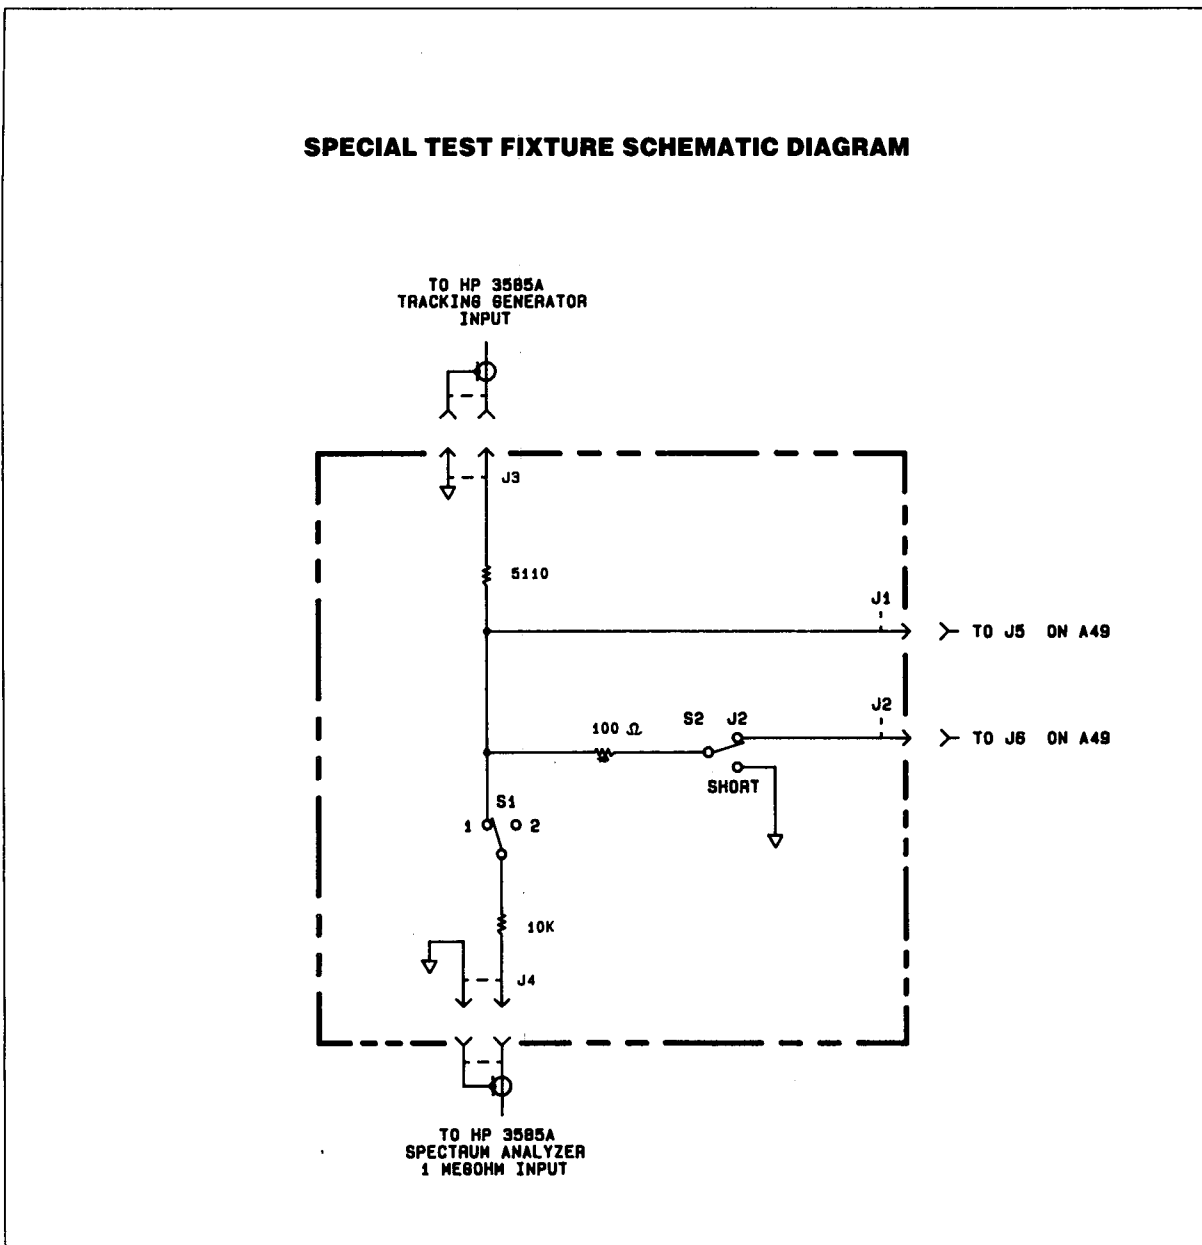 SPECIAL TEST FIXTURE SCHEMATIC DIAGRAM
TO HP 3585A
TRACKING GENERATOR
INPUT
J3
5110
J1
TO J5 ON A49
J2
100 Ω
S2 J2
TO J6 ON A49
SHORT
S1
1 2
10K
J4
TO HP 3585A
SPECTRUM ANALYZER
1 MEGOHM INPUT